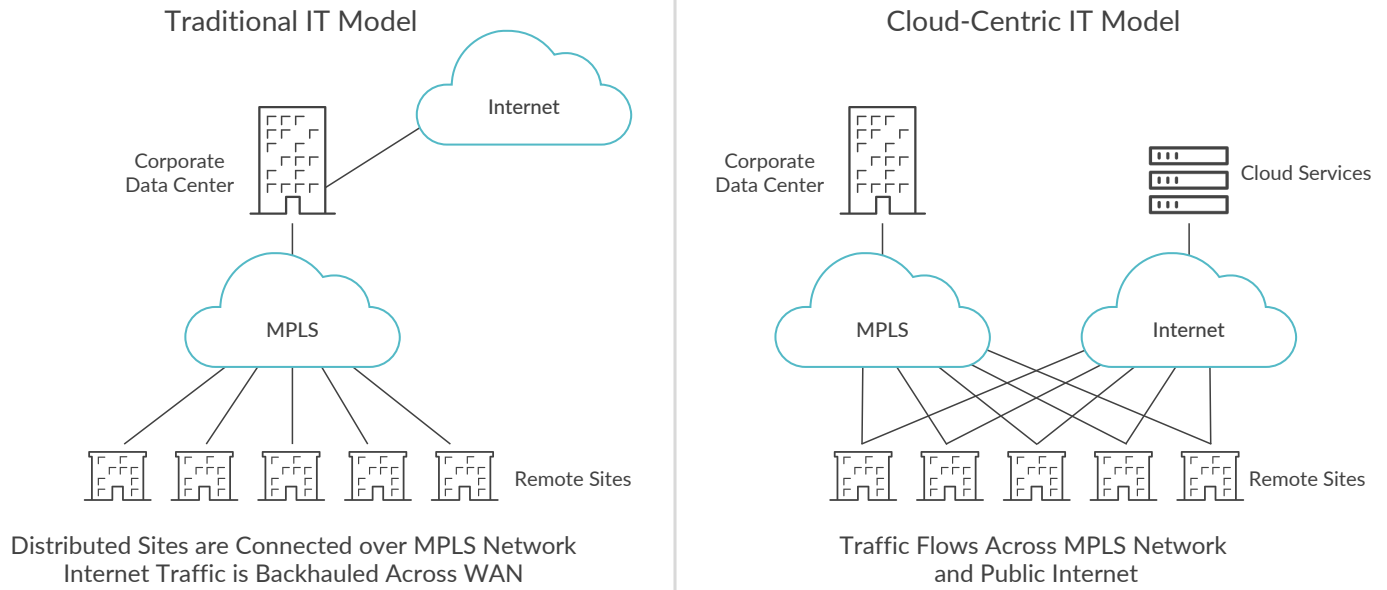 Traditional IT Model
Internet
Corporate
Data Center
MPLS
Remote Sites
Distributed Sites are Connected over MPLS Network
Internet Traffic is Backhauled Across WAN
Cloud-Centric IT Model
Corporate
Data Center
Cloud Services
MPLS
Internet
Remote Sites
Traffic Flows Across MPLS Network
and Public Internet